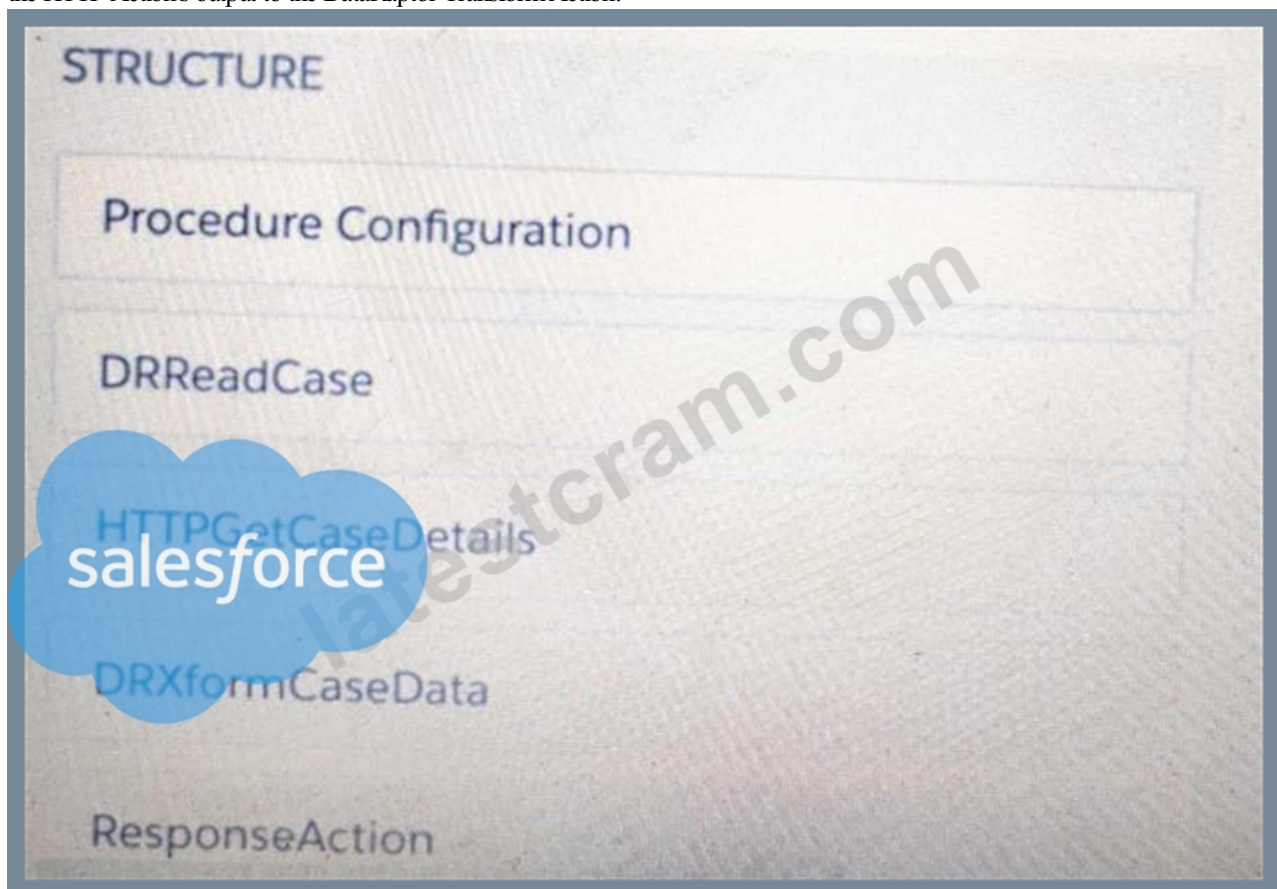 the HTTP Action's output to the DataRaptor Transform Action.
STRUCTURE
Procedure Configuration
DRReadCase
HTTPGetCaseDetails
salesforce
DRXformCaseData
ResponseAction
latestcram.com